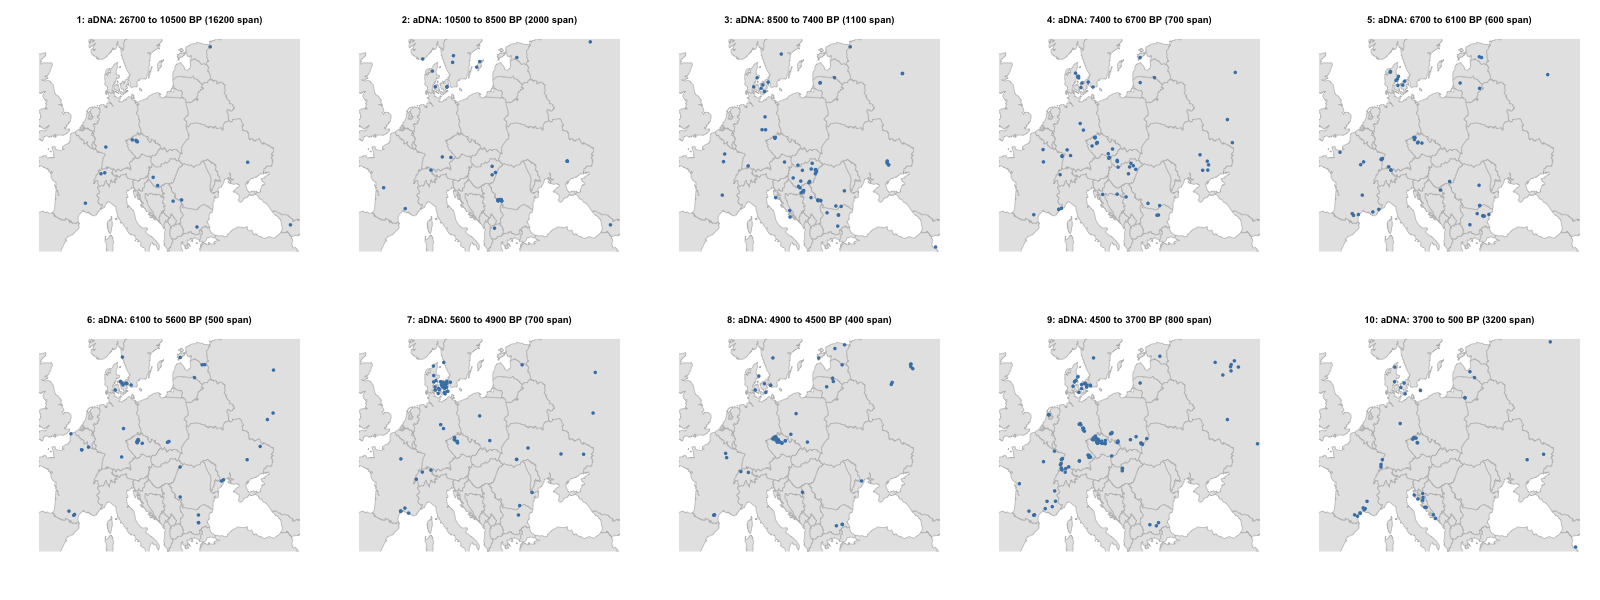 1: aDNA: 26700 to 10500 BP (16200 span)
2: aDNA: 10500 to 8500 BP (2000 span)
3: aDNA: 8500 to 7400 BP (1100 span)
4: aDNA: 7400 to 6700 BP (700 span)
5: aDNA: 6700 to 6100 BP (600 span)
6: aDNA: 6100 to 5600 BP (500 span)
7: aDNA: 5600 to 4900 BP (700 span)
8: aDNA: 4900 to 4500 BP (400 span)
9: aDNA: 4500 to 3700 BP (800 span)
10: aDNA: 3700 to 500 BP (3200 span)